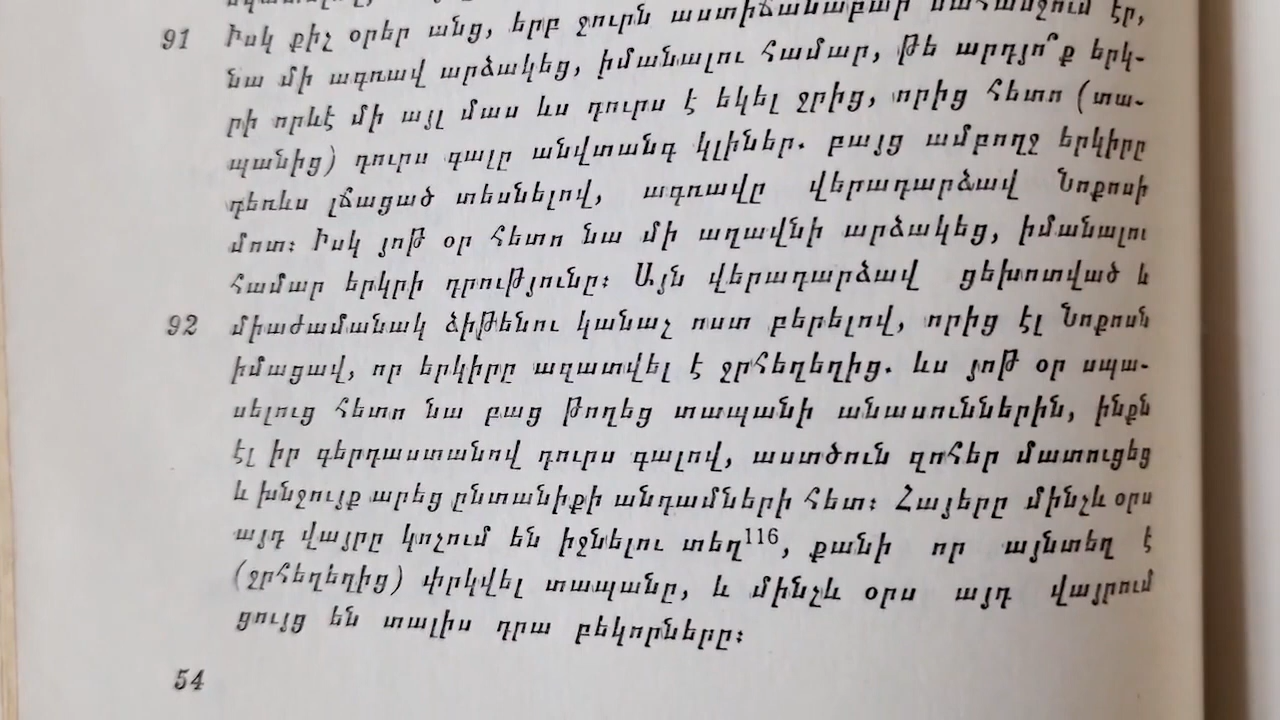 աստիճանաբար
91 Իսկ քիչ օրեր անց, երբ ջուրն աստիճանաբար նահանջում էր,
նա մի ագռավ արձակեց, իմանալու համար, թե արդյո՞ք երկ-
րի որևէ մի այլ մաս ևս դուրս է եկել ջրից, որից հետո (տա-
պանից) դուրս գալը անվտանգ կլիներ. բայց ամբողջ երկիրը
դեռևս լճացած տեսնելով, ագռավը վերադարձավ Նոքոսի
մոտ։ Իսկ յոթ օր հետո նա մի աղավնի արձակեց, իմանալու
համար երկրի դրությունը։ Այն վերադարձավ ցեխոտված և
92 միաժամանակ ձիթենու կանաչ ոստ բերելով, որից էլ Նոքոսն
իմացավ, որ երկիրը ազատվել է ջրհեղեղից. ևս յոթ օր սպա-
սելուց հետո նա բաց թողեց տապանի անասուններին, ինքն
էլ իր գերդաստանով դուրս գալով, աստծուն զոհեր մատուցեց
և խնջույք արեց ընտանիքի անդամների հետ։ Հայերը մինչև օրս
այդ վայրը կոչում են իջնելու տեղ116, քանի որ այնտեղ է
(ջրհեղեղից) փրկվել տապանը, և մինչև օրս այդ վայրում
ցույց են տալիս դրա բեկորները։
54